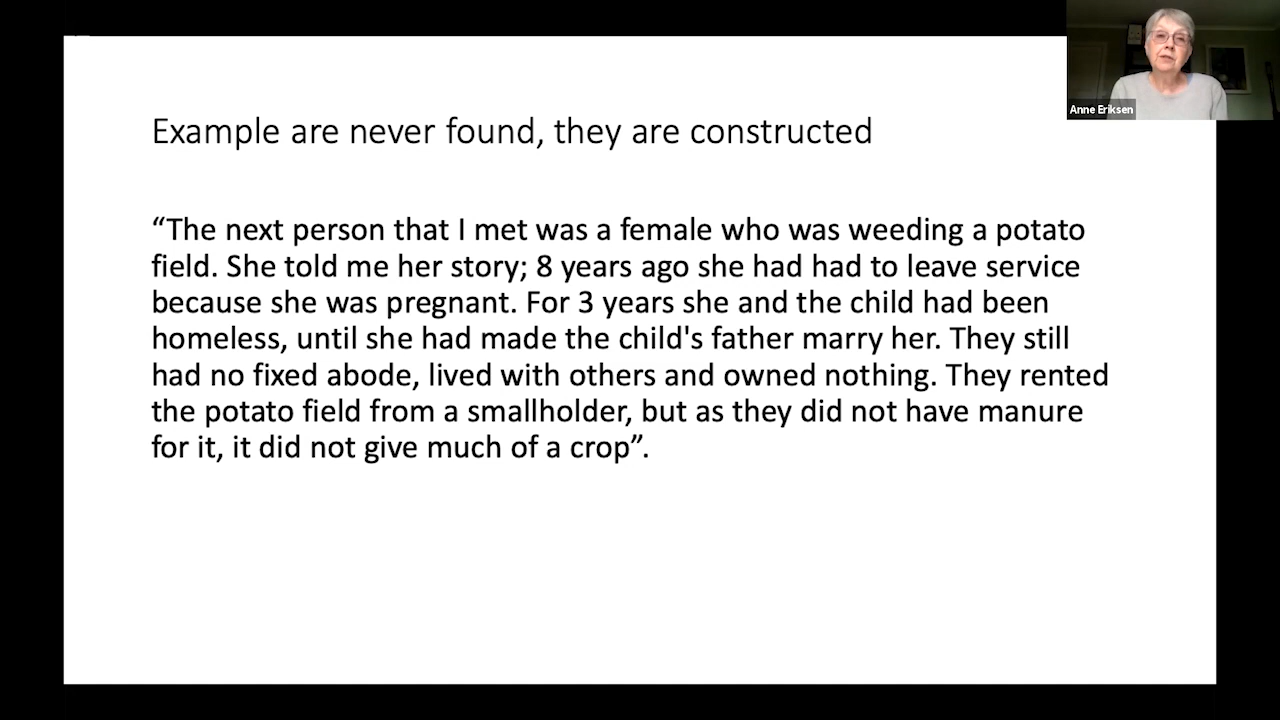 Anne Eriksen
Example are never found, they are constructed
“The next person that I met was a female who was weeding a potato
field. She told me her story; 8 years ago she had had to leave service
because she was pregnant. For 3 years she and the child had been
homeless, until she had made the child's father marry her. They still
had no fixed abode, lived with others and owned nothing. They rented
the potato field from a smallholder, but as they did not have manure
for it, it did not give much of a crop”.